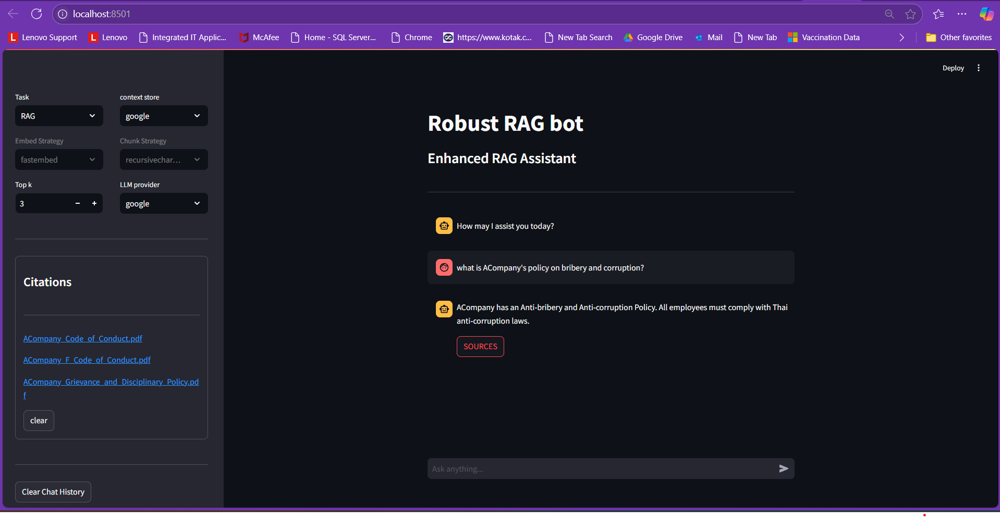 localhost:8501
Lenovo Support
Lenovo
Integrated IT Applic...
McAfee
Home - SQL Server...
Chrome
https://www.kotak.c...
New Tab Search
Google Drive
Mail
New Tab
Vaccination Data
Other favorites
Deploy
Task
context store
RAG
google
Embed Strategy
Chunk Strategy
fastembed
recursivechar...
Top k
LLM provider
3
google
Citations
ACompany_Code_of_Conduct.pdf
ACompany_F_Code_of_Conduct.pdf
ACompany_Grievance_and_Disciplinary_Policy.pd
f
clear
Clear Chat History
Robust RAG bot
Enhanced RAG Assistant
How may I assist you today?
what is ACompany's policy on bribery and corruption?
ACompany has an Anti-bribery and Anti-corruption Policy. All employees must comply with Thai
anti-corruption laws.
SOURCES
Ask anything...